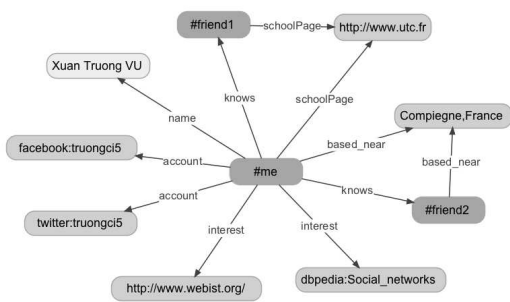 #friend1
schoolPage
http://www.utc.fr
Xuan Truong VU
knows
schoolPage
name
Compiegne,France
facebook:truongci5
account
based_near
#me
based_near
account
knows
twitter:truongci5
#friend2
interest
interest
http://www.webist.org/
dbpedia:Social_networks